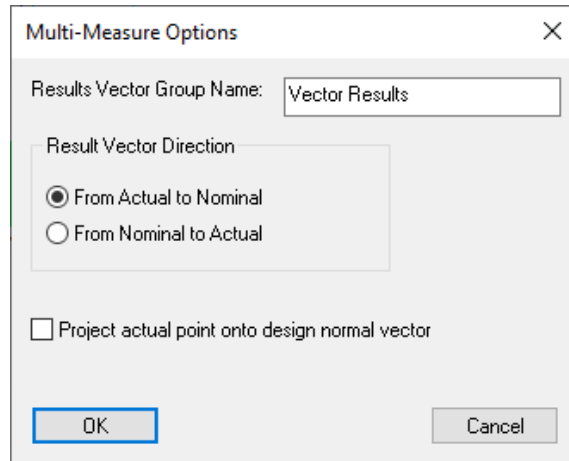 Multi-Measure Options
Results Vector Group Name: Vector Results
Result Vector Direction
From Actual to Nominal
From Nominal to Actual
Project actual point onto design normal vector
OK Cancel